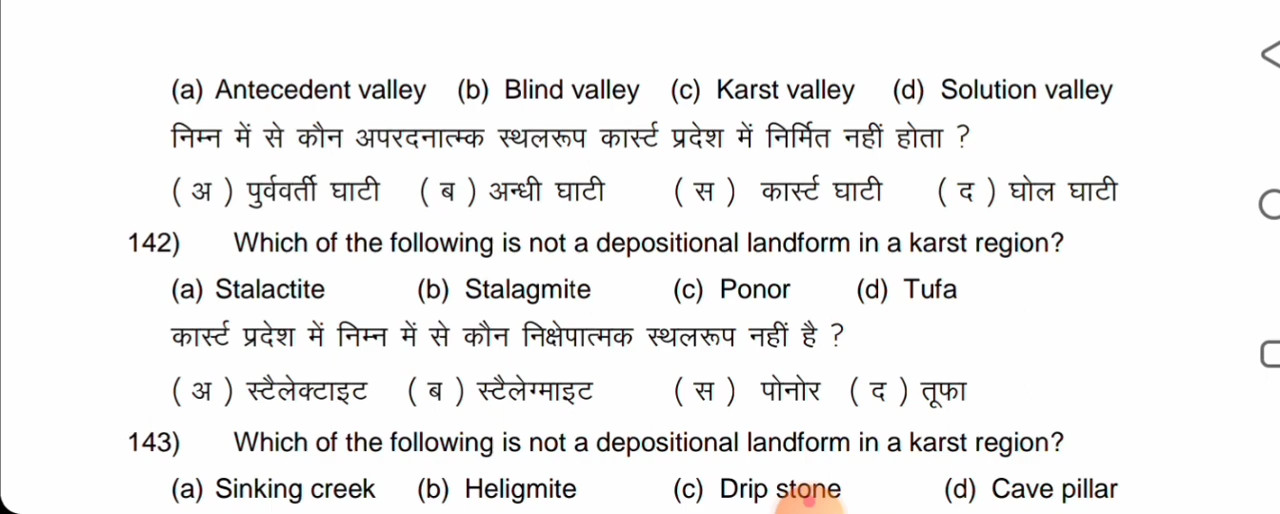 (a) Antecedent valley (b) Blind valley (c) Karst valley (d) Solution valley
निम्न में से कौन अपरदनात्म्क स्थलरूप कार्स्ट प्रदेश में निर्मित नहीं होता ?
( अ ) पुर्ववर्ती घाटी ( ब ) अन्धी घाटी ( स ) कार्स्ट घाटी ( द ) घोल घाटी
142) Which of the following is not a depositional landform in a karst region?
(a) Stalactite (b) Stalagmite (c) Ponor (d) Tufa
कार्स्ट प्रदेश में निम्न में से कौन निक्षेपात्मक स्थलरूप नहीं है ?
( अ ) स्टैलेक्टाइट ( ब ) स्टैलेग्माइट ( स ) पोनोर ( द ) तूफा
143) Which of the following is not a depositional landform in a karst region?
(a) Sinking creek (b) Heligmite (c) Drip stone (d) Cave pillar